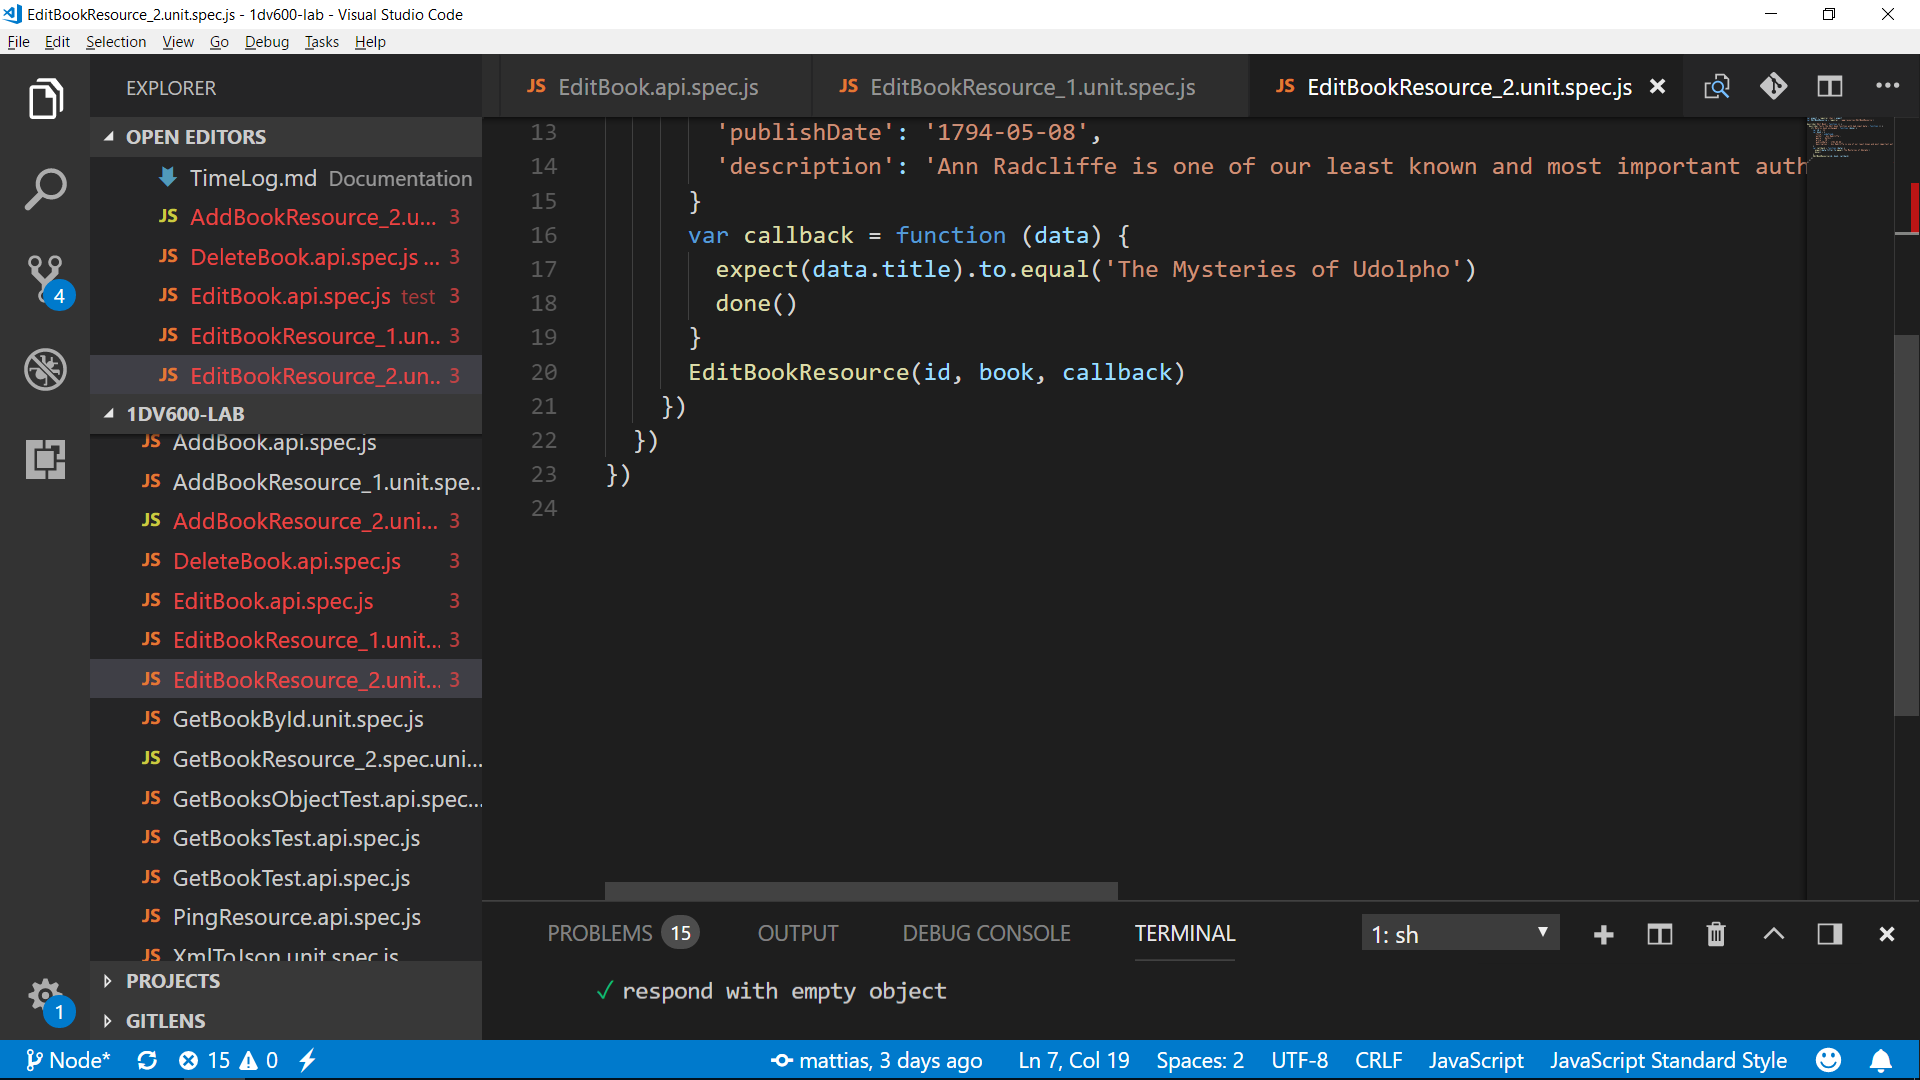 EditBookResource_2.unit.spec.js - 1dv600-lab - Visual Studio Code
File Edit Selection View Go Debug Tasks Help
EXPLORER
OPEN EDITORS
TimeLog.md Documentation
JS AddBookResource_2.u... 3
JS DeleteBook.api.spec.js ... 3
JS EditBook.api.spec.js test 3
JS EditBookResource_1.un.. 3
JS EditBookResource_2.un.. 3
1DV600-LAB
JS AddBook.api.spec.js
JS AddBookResource_1.unit.spe..
JS AddBookResource_2.uni... 3
JS DeleteBook.api.spec.js 3
JS EditBook.api.spec.js 3
JS EditBookResource_1.unit... 3
JS EditBookResource_2.unit... 3
JS GetBookById.unit.spec.js
JS GetBookResource_2.spec.uni...
JS GetBooksObjectTest.api.spec...
JS GetBooksTest.api.spec.js
JS GetBookTest.api.spec.js
JS PingResource.api.spec.js
JS XmlToJson.unit.spec.js
PROJECTS
GITLENS
4
1
JS EditBook.api.spec.js JS EditBookResource_1.unit.spec.js JS EditBookResource_2.unit.spec.js
13 'publishDate': '1794-05-08',
14 'description': 'Ann Radcliffe is one of our least known and most important auth
15 }
16 var callback = function (data) {
17 expect(data.title).to.equal('The Mysteries of Udolpho')
18 done()
19 }
20 EditBookResource(id, book, callback)
21 })
22 })
23 })
24
PROBLEMS 15 OUTPUT DEBUG CONSOLE TERMINAL 1: sh
✓ respond with empty object
Node* 15 0 mattias, 3 days ago Ln 7, Col 19 Spaces: 2 UTF-8 CRLF JavaScript JavaScript Standard Style